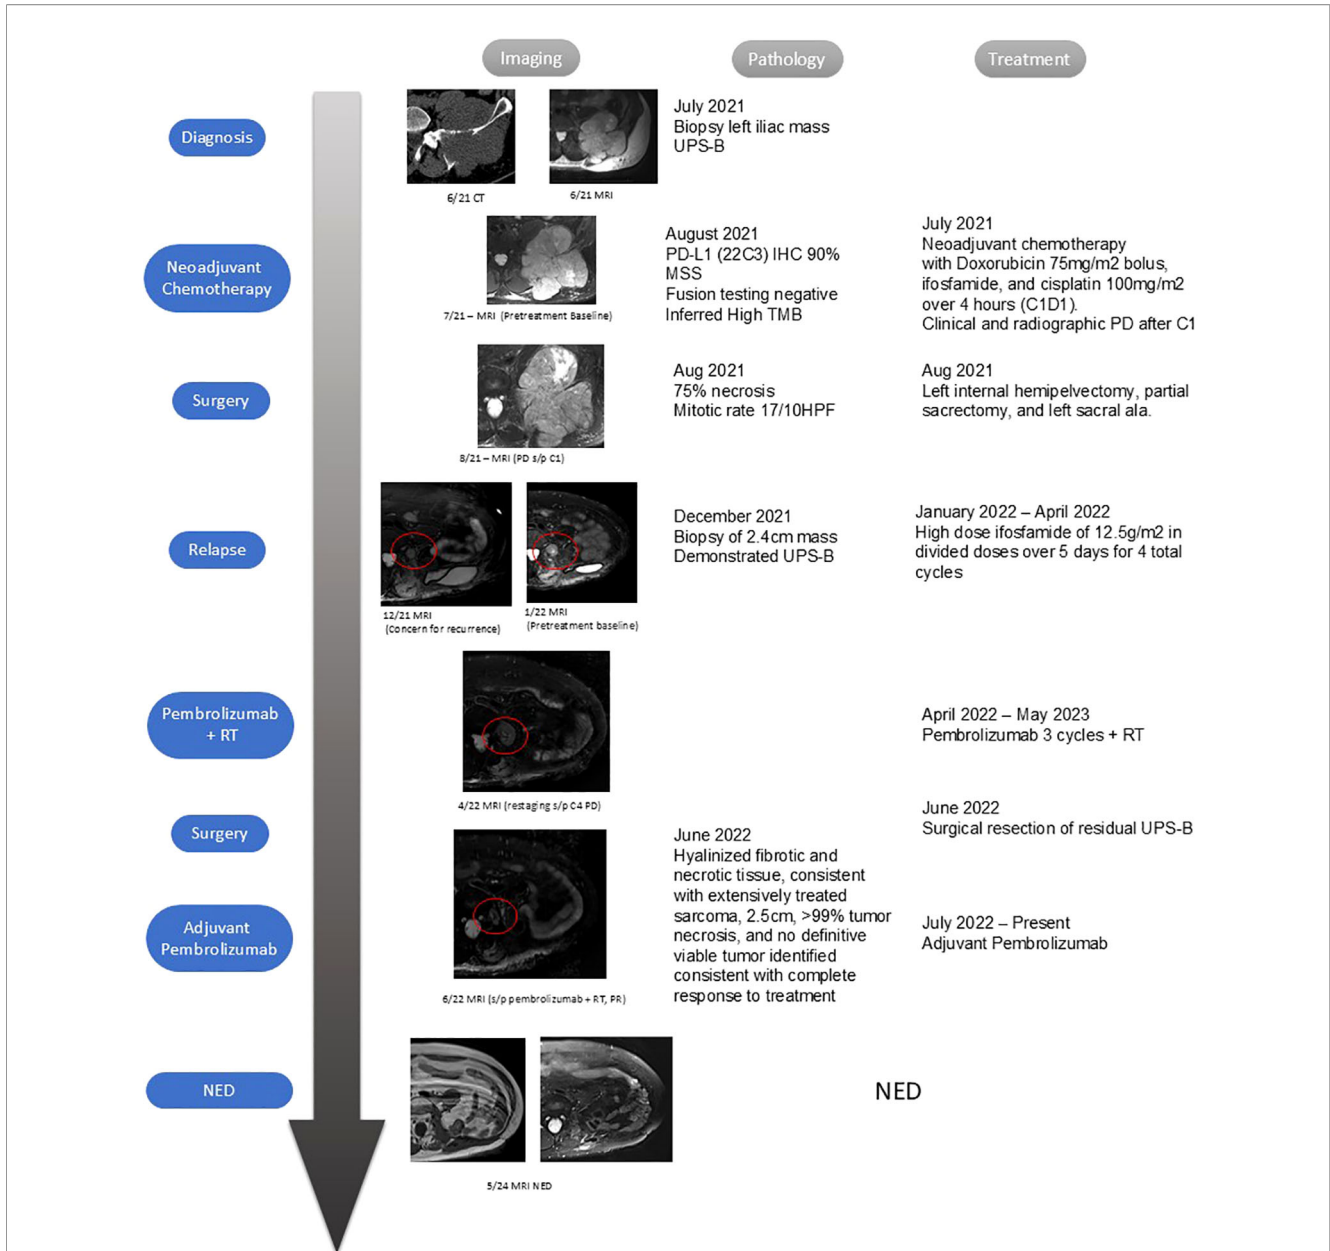 Imaging
Pathology
Treatment
Diagnosis
6/21 CT
6/21 MRI
July 2021
Biopsy left iliac mass
UPS-B
Neoadjuvant
Chemotherapy
7/21 – MRI (Pretreatment Baseline)
August 2021
PD-L1 (22C3) IHC 90%
MSS
Fusion testing negative
Inferred High TMB
July 2021
Neoadjuvant chemotherapy
with Doxorubicin 75mg/m2 bolus,
ifosfamide, and cisplatin 100mg/m2
over 4 hours (C1D1).
Clinical and radiographic PD after C1
Surgery
8/21 – MRI (PD s/p C1)
Aug 2021
75% necrosis
Mitotic rate 17/10HPF
Aug 2021
Left internal hemipelvectomy, partial
sacrectomy, and left sacral ala.
Relapse
12/21 MRI
(Concern for recurrence)
1/22 MRI
(Pretreatment baseline)
December 2021
Biopsy of 2.4cm mass
Demonstrated UPS-B
January 2022 – April 2022
High dose ifosfamide of 12.5g/m2 in
divided doses over 5 days for 4 total
cycles
Pembrolizumab
+ RT
4/22 MRI (restaging s/p C4 PD)
April 2022 – May 2023
Pembrolizumab 3 cycles + RT
Surgery
June 2022
Surgical resection of residual UPS-B
Adjuvant
Pembrolizumab
6/22 MRI (s/p pembrolizumab + RT, PR)
June 2022
Hyalinized fibrotic and
necrotic tissue, consistent
with extensively treated
sarcoma, 2.5cm, >99% tumor
necrosis, and no definitive
viable tumor identified
consistent with complete
response to treatment
July 2022 – Present
Adjuvant Pembrolizumab
NED
5/24 MRI NED
NED